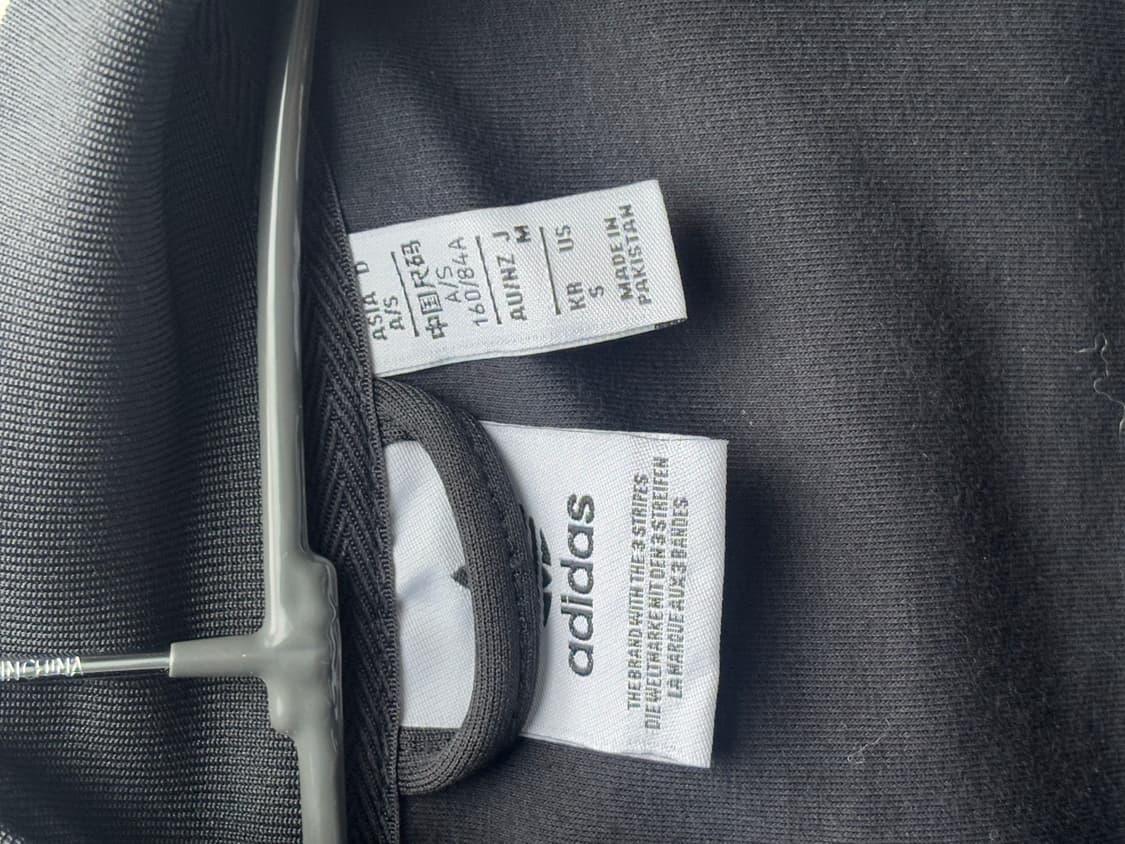 ASIA D
A/S
中国尺码
A/S
160/84A
AU/NZ J
M
KR US
S
MADE IN
PAKISTAN
adidas
THE BRAND WITH THE 3 STRIPES
DIE WELTMARKE MIT DEN 3 STREIFEN
LA MARQUE AUX 3 BANDES
IN CHINA